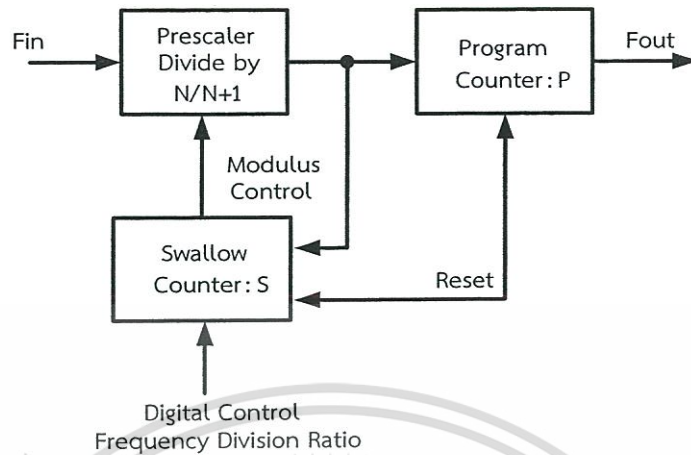 Fin
Prescaler
Divide by
N/N+1
Program
Counter: P
Fout
Modulus
Control
Swallow
Counter: S
Reset
Digital Control
Frequency Division Ratio